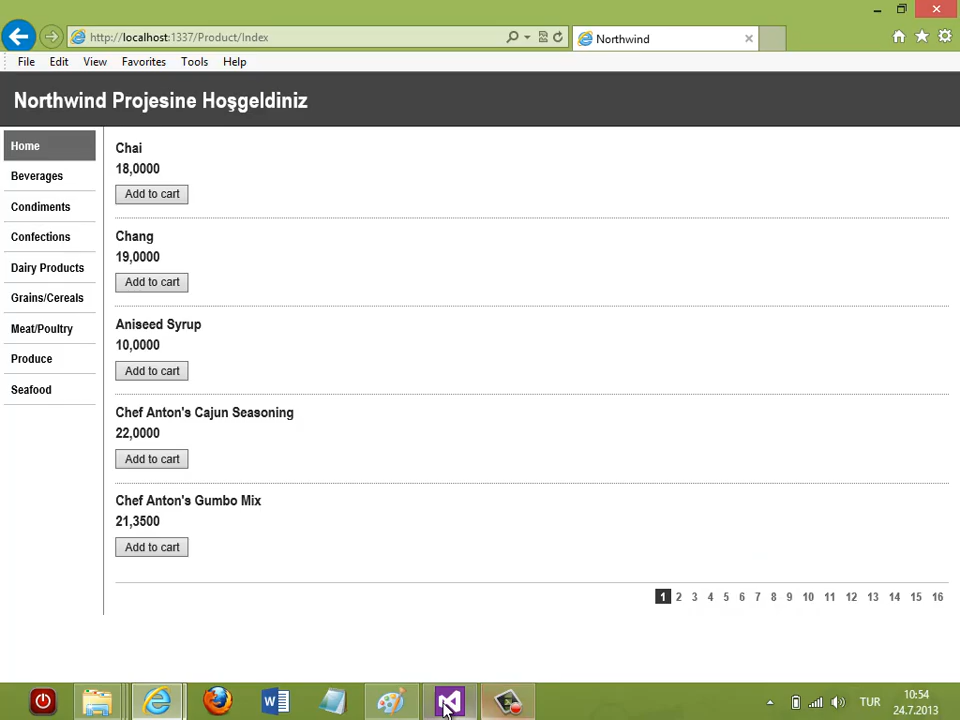 http://localhost:1337/Product/Index
Northwind
File Edit View Favorites Tools Help
Northwind Projesine Hoşgeldiniz
Home
Beverages
Condiments
Confections
Dairy Products
Grains/Cereals
Meat/Poultry
Produce
Seafood
Chai
18,0000
Add to cart
Chang
19,0000
Add to cart
Aniseed Syrup
10,0000
Add to cart
Chef Anton's Cajun Seasoning
22,0000
Add to cart
Chef Anton's Gumbo Mix
21,3500
Add to cart
1 2 3 4 5 6 7 8 9 10 11 12 13 14 15 16
TUR
10:54
24.7.2013